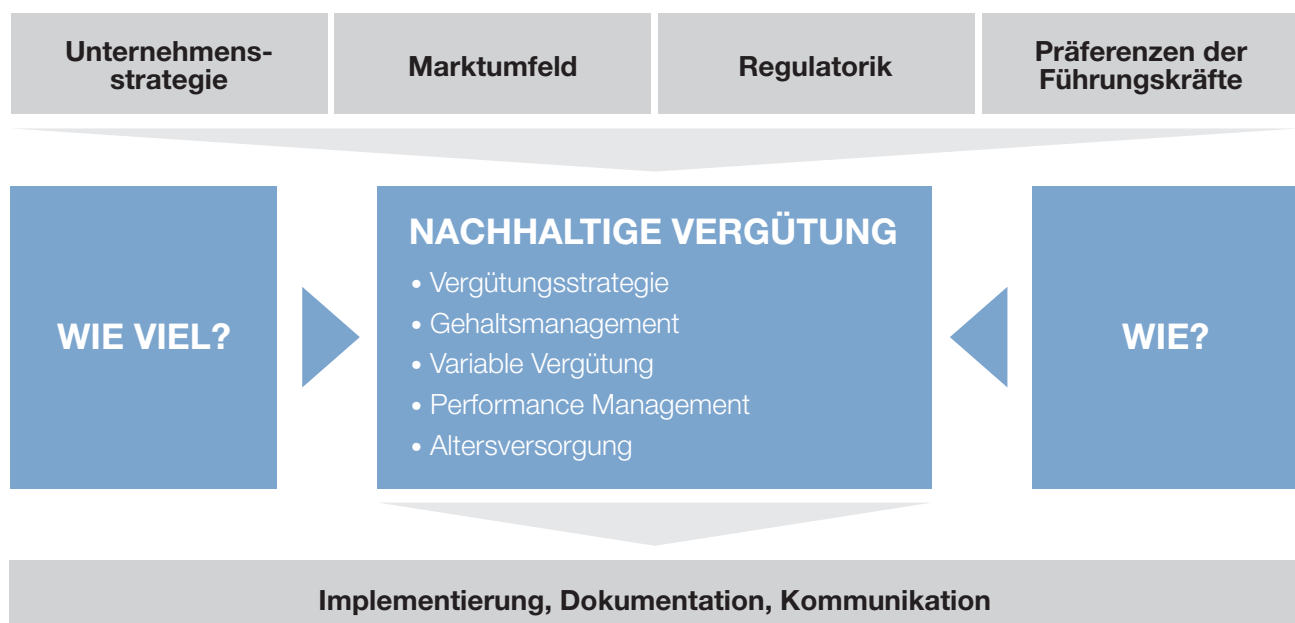 Unternehmens-
strategie
Marktumfeld
Regulatorik
Präferenzen der
Führungskräfte
WIE VIEL?
NACHHALTIGE VERGÜTUNG
• Vergütungsstrategie
• Gehaltsmanagement
• Variable Vergütung
• Performance Management
• Altersversorgung
WIE?
Implementierung, Dokumentation, Kommunikation